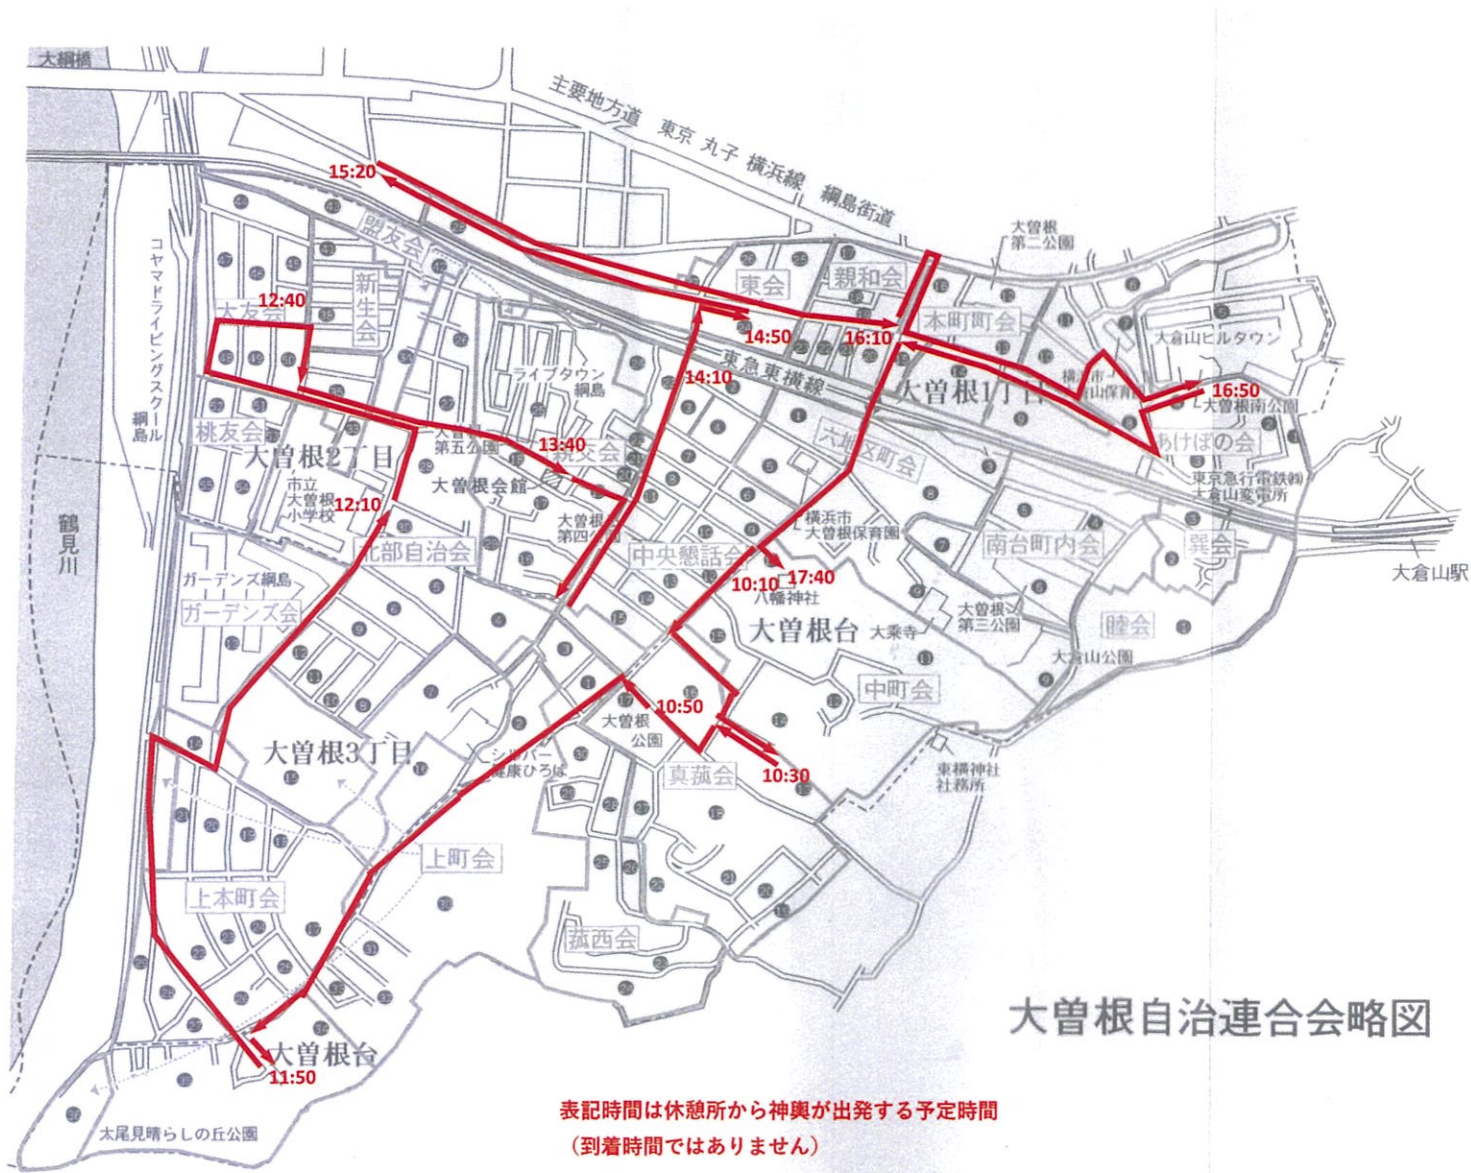 大綱橋
主要地方道 東京 丸子 横浜線 綱島街道
15:20
盟友会
コヤマドライビングスクール
綱島
新生会
12:40
大友会
東会
親和会
大曽根
第二公園
本町町会
14:50
16:10
大倉山ヒルタウン
東急東横線
大曽根1丁目
16:50
大曽根南公園
あけぼの会
ライブタウン
綱島
14:10
桃友会
大曽根2丁目
第五公園
13:40
親交会
六旭区町会
東京急行電鉄㈱
大倉山変電所
市立
大曽根
小学校
12:10
大曽根会館
大曽根
第四公園
横浜市
大曽根保育園
鶴見川
北部自治会
中央懇話会
南台町内会
巽会
大倉山駅
ガーデンズ綱島
ガーデンズ会
10:10
17:40
八幡神社
大曽根台
大乗寺
大曽根
第三公園
睦会
大倉山公園
中町会
10:50
大曽根
公園
大曽根3丁目
シルバー
健康ひろば
真菰会
10:30
東横神社
社務所
上町会
上本町会
菰西会
大曽根自治連合会略図
大曽根台
11:50
太尾見晴らしの丘公園
表記時間は休憩所から神輿が出発する予定時間
（到着時間ではありません）